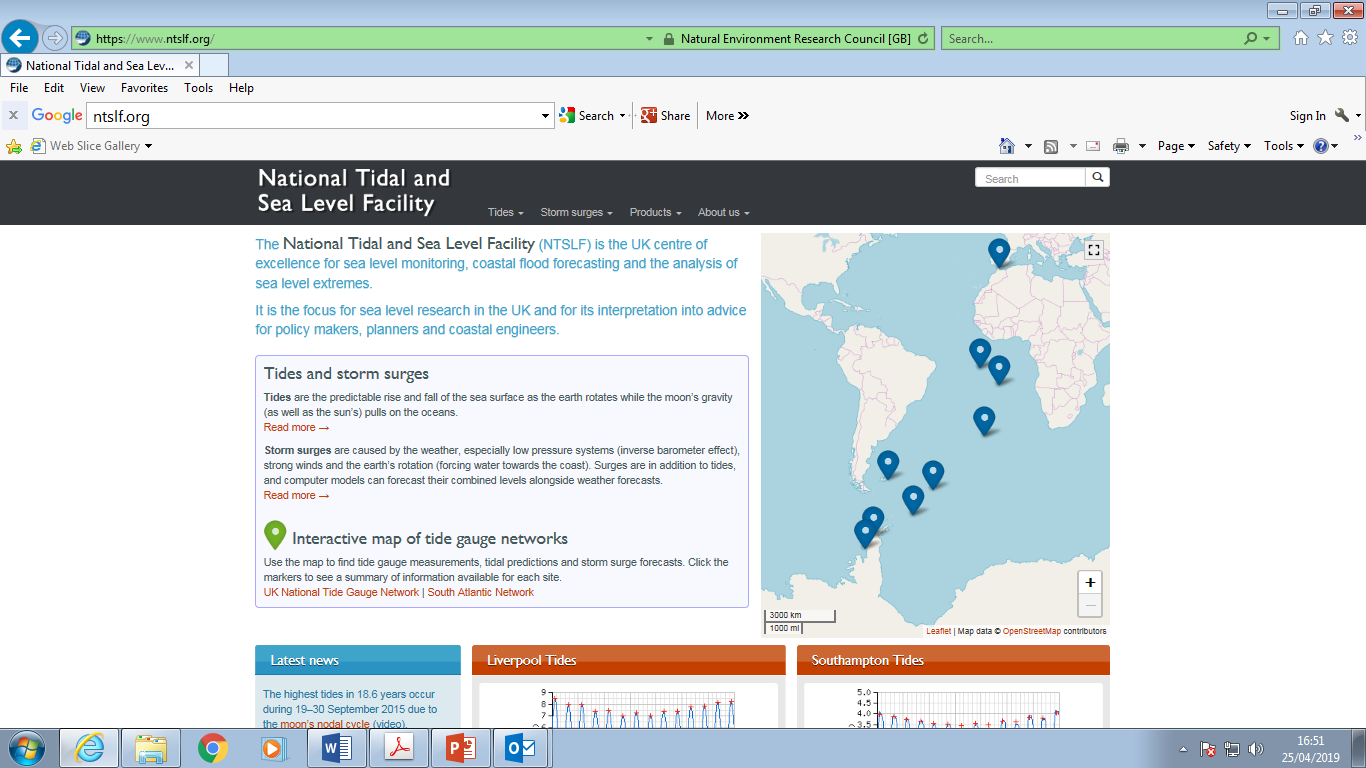 https://www.ntslf.org/
Natural Environment Research Council [GB]
Search...
National Tidal and Sea Lev...
File Edit View Favorites Tools Help
x Google ntslf.org Search Share More
Sign In
Web Slice Gallery
Page Safety Tools
National Tidal and
Sea Level Facility
Tides Storm surges Products About us
Search
The National Tidal and Sea Level Facility (NTSLF) is the UK centre of
excellence for sea level monitoring, coastal flood forecasting and the analysis of
sea level extremes.
It is the focus for sea level research in the UK and for its interpretation into advice
for policy makers, planners and coastal engineers.
Tides and storm surges
Tides are the predictable rise and fall of the sea surface as the earth rotates while the moon's gravity
(as well as the sun's) pulls on the oceans.
Read more →
Storm surges are caused by the weather, especially low pressure systems (inverse barometer effect),
strong winds and the earth's rotation (forcing water towards the coast). Surges are in addition to tides,
and computer models can forecast their combined levels alongside weather forecasts.
Read more →
Interactive map of tide gauge networks
Use the map to find tide gauge measurements, tidal predictions and storm surge forecasts. Click the
markers to see a summary of information available for each site.
UK National Tide Gauge Network | South Atlantic Network
+
−
3000 km
1000 mi
Leaflet | Map data © OpenStreetMap contributors
Latest news
The highest tides in 18.6 years occur
during 19–30 September 2015 due to
the moon's nodal cycle (video).
Liverpool Tides
9
8
7
Southampton Tides
5.0
4.5
4.0
3.5
16:51
25/04/2019